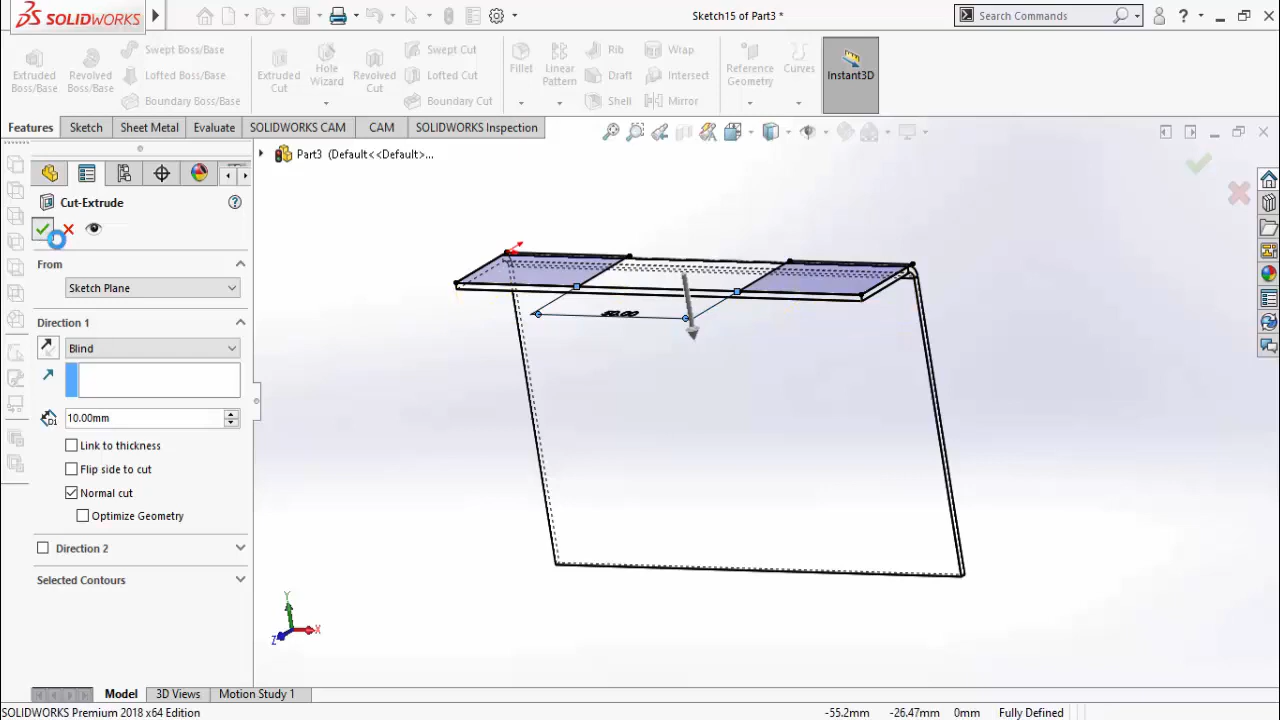 SOLIDWORKS
Sketch15 of Part3 *
Search Commands
Extruded Boss/Base
Revolved Boss/Base
Swept Boss/Base
Lofted Boss/Base
Boundary Boss/Base
Extruded Cut
Hole Wizard
Revolved Cut
Swept Cut
Lofted Cut
Boundary Cut
Fillet
Linear Pattern
Rib
Draft
Shell
Wrap
Intersect
Mirror
Reference Geometry
Curves
Instant3D
Features
Sketch
Sheet Metal
Evaluate
SOLIDWORKS CAM
CAM
SOLIDWORKS Inspection
Part3 (Default<<Default>...
Cut-Extrude
From
Sketch Plane
Direction 1
Blind
D1
10.00mm
Link to thickness
Flip side to cut
Normal cut
Optimize Geometry
Direction 2
Selected Contours
50.00
Y
X
Z
Model
3D Views
Motion Study 1
SOLIDWORKS Premium 2018 x64 Edition
-55.2mm
-26.47mm
0mm
Fully Defined